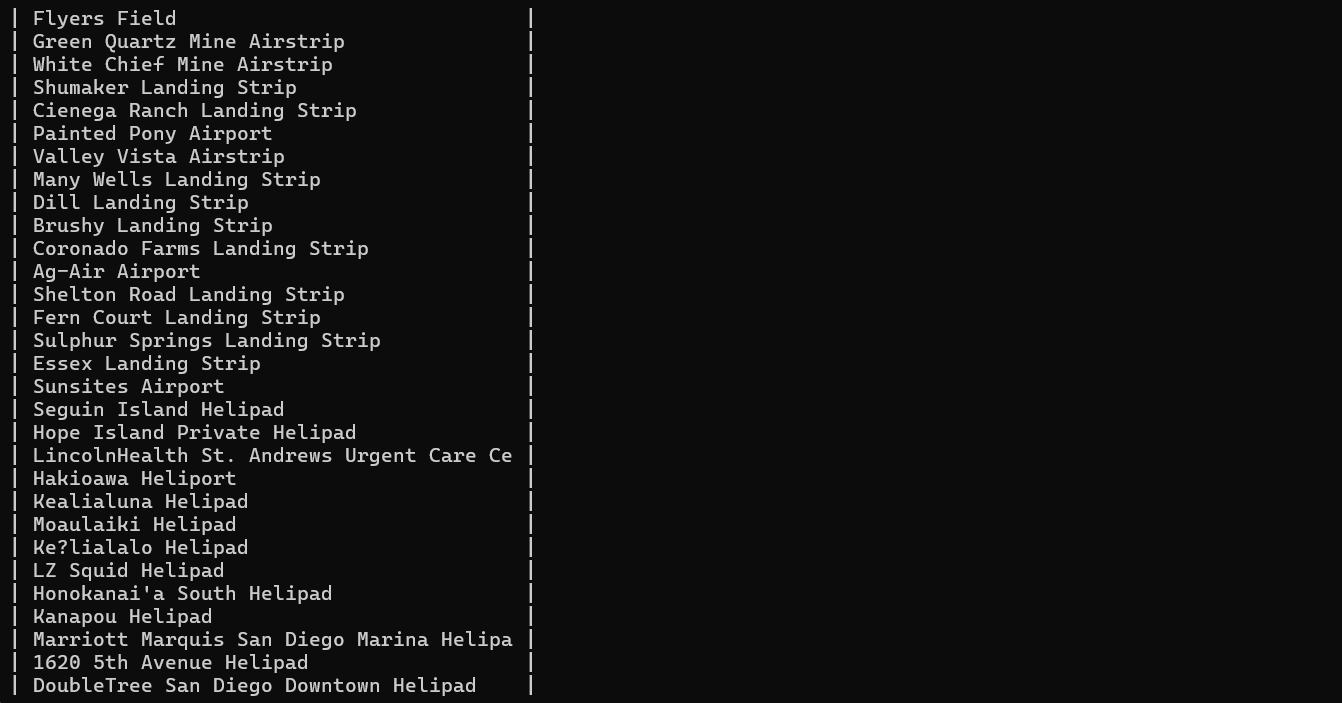 | Flyers Field |
| Green Quartz Mine Airstrip |
| White Chief Mine Airstrip |
| Shumaker Landing Strip |
| Cienega Ranch Landing Strip |
| Painted Pony Airport |
| Valley Vista Airstrip |
| Many Wells Landing Strip |
| Dill Landing Strip |
| Brushy Landing Strip |
| Coronado Farms Landing Strip |
| Ag-Air Airport |
| Shelton Road Landing Strip |
| Fern Court Landing Strip |
| Sulphur Springs Landing Strip |
| Essex Landing Strip |
| Sunsites Airport |
| Seguin Island Helipad |
| Hope Island Private Helipad |
| LincolnHealth St. Andrews Urgent Care Ce |
| Hakioawa Heliport |
| Kealialuna Helipad |
| Moaulaiki Helipad |
| Ke?lialalo Helipad |
| LZ Squid Helipad |
| Honokanai'a South Helipad |
| Kanapou Helipad |
| Marriott Marquis San Diego Marina Helipa |
| 1620 5th Avenue Helipad |
| DoubleTree San Diego Downtown Helipad |